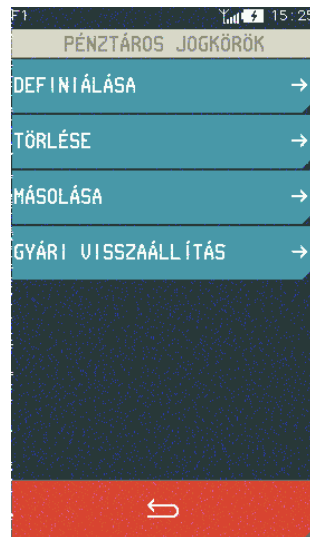 F1 15:25
PÉNZTÁROS JOGKÖRÖK
DEFINIÁLÁSA
TÖRLÉSE
MÁSOLÁSA
GYÁRI VISSZAÁLLÍTÁS